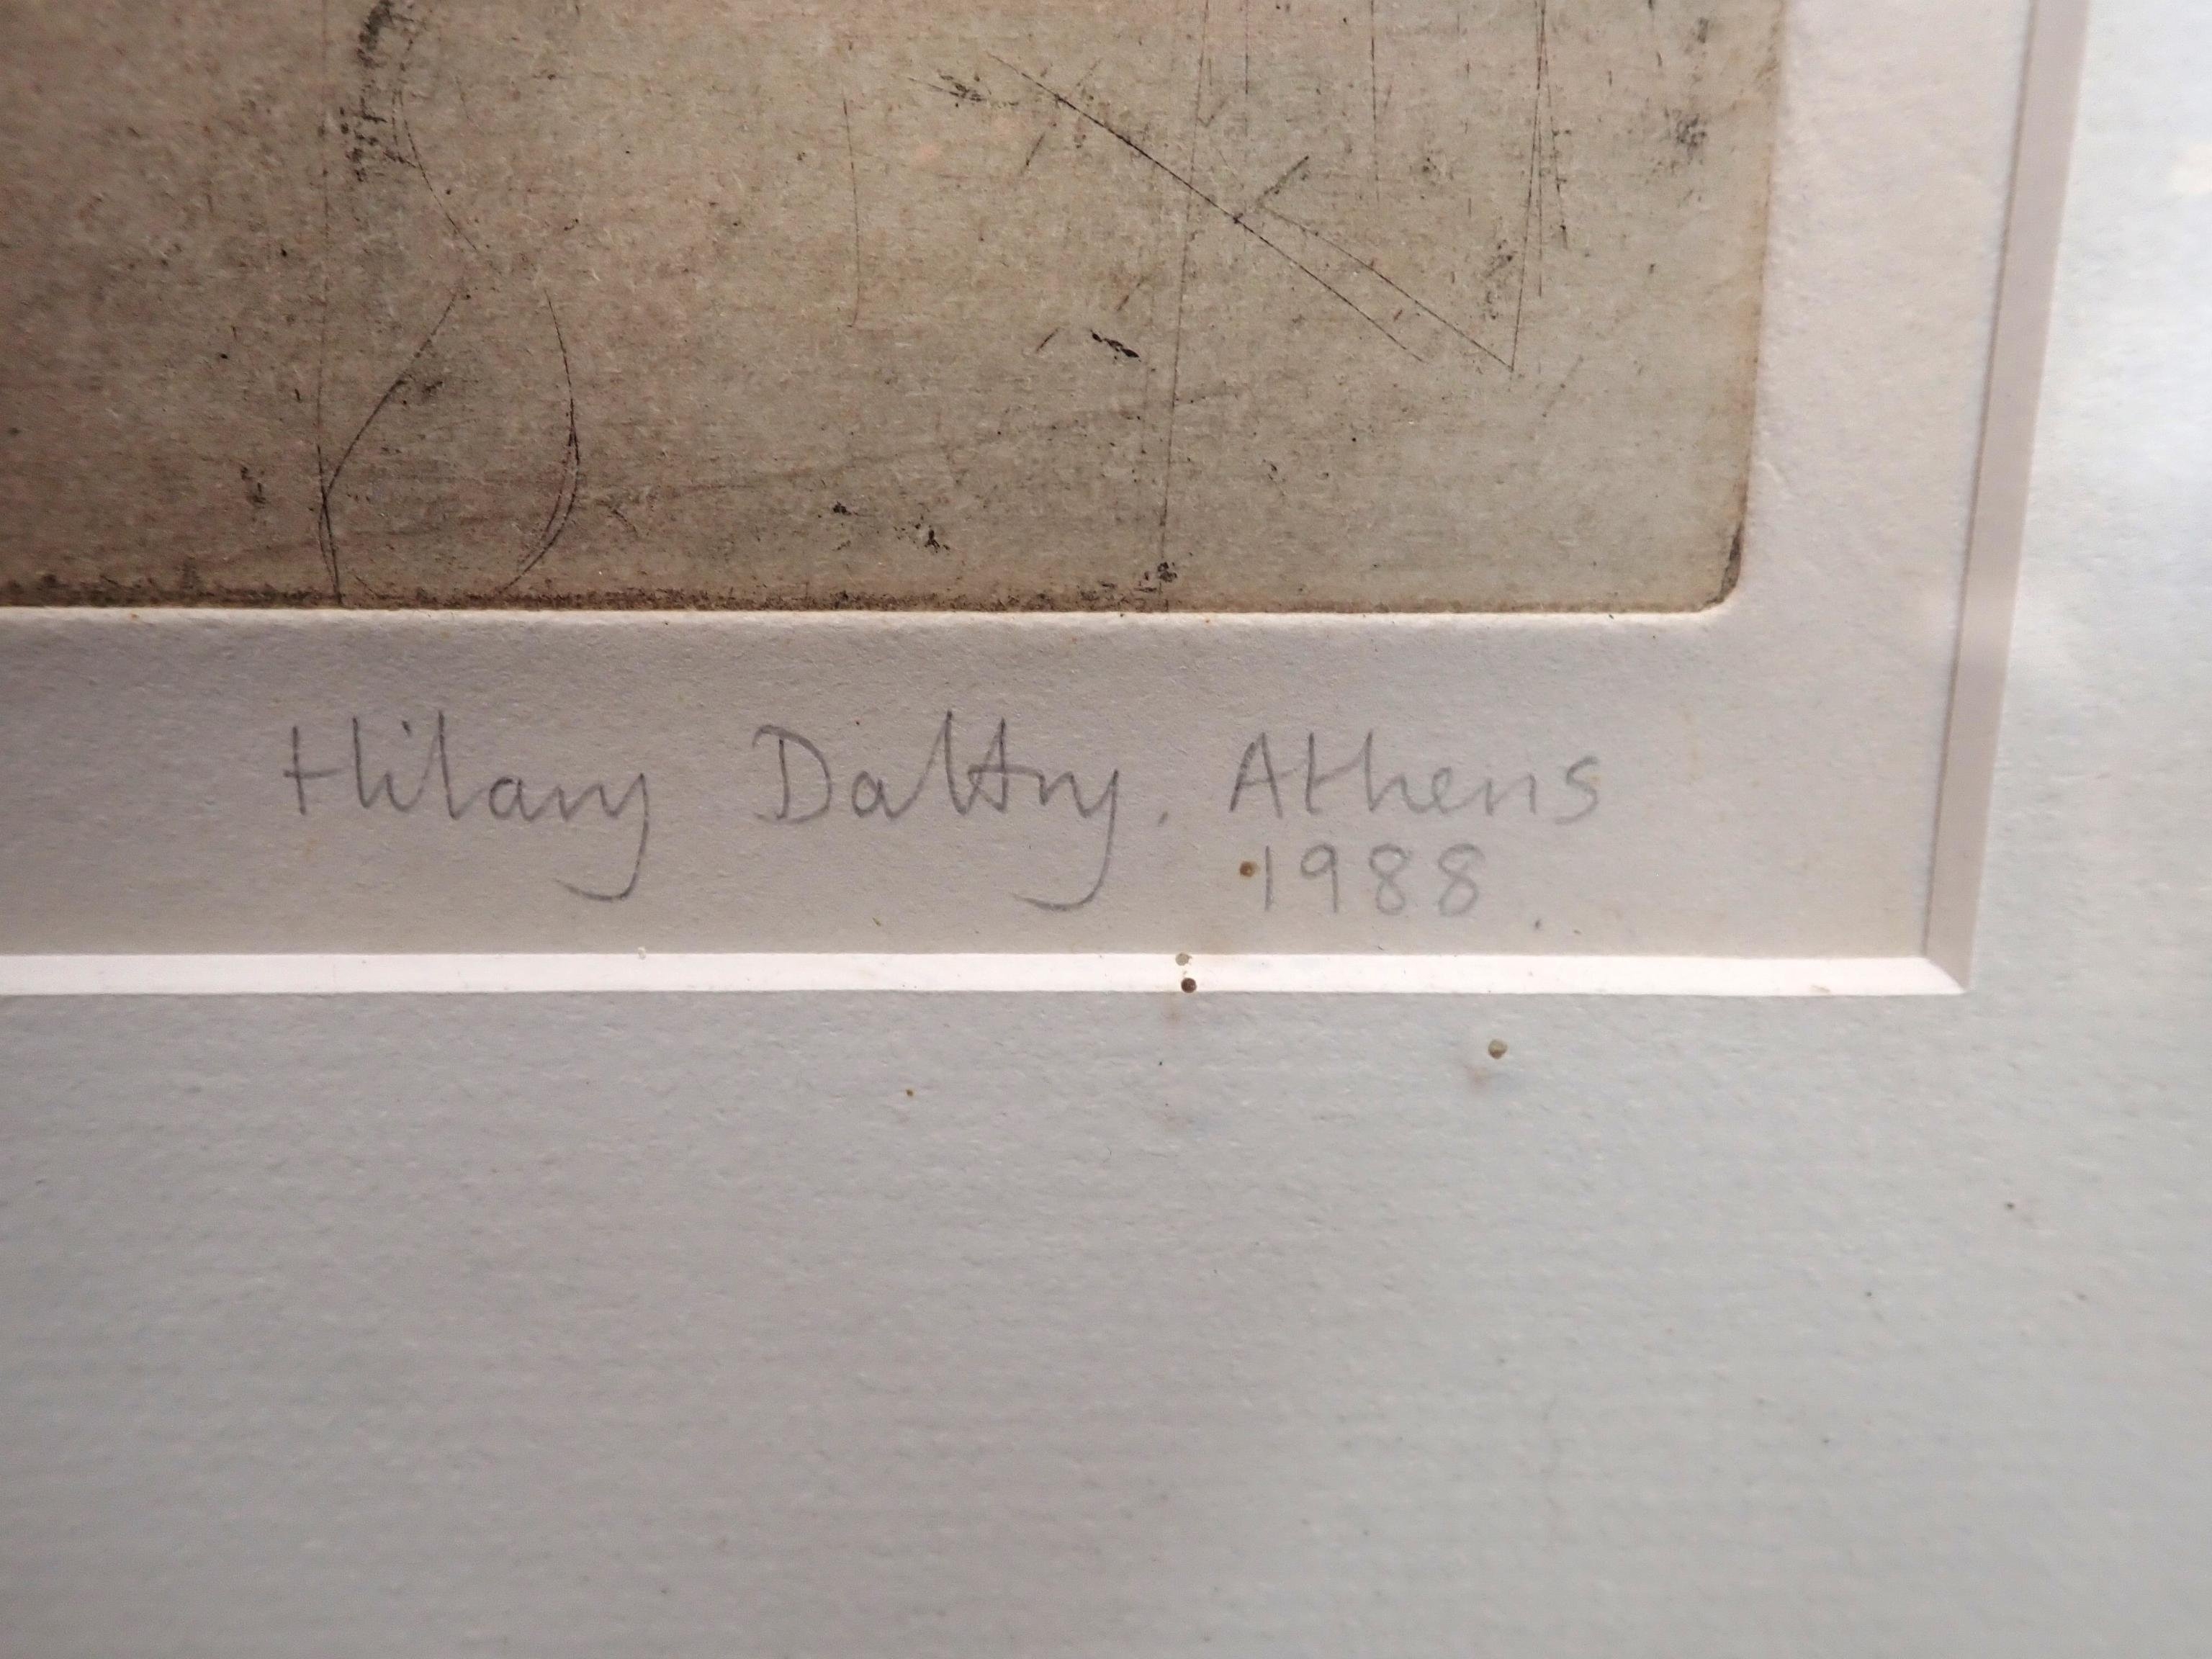 Hilary Daltry. Athens
1988.